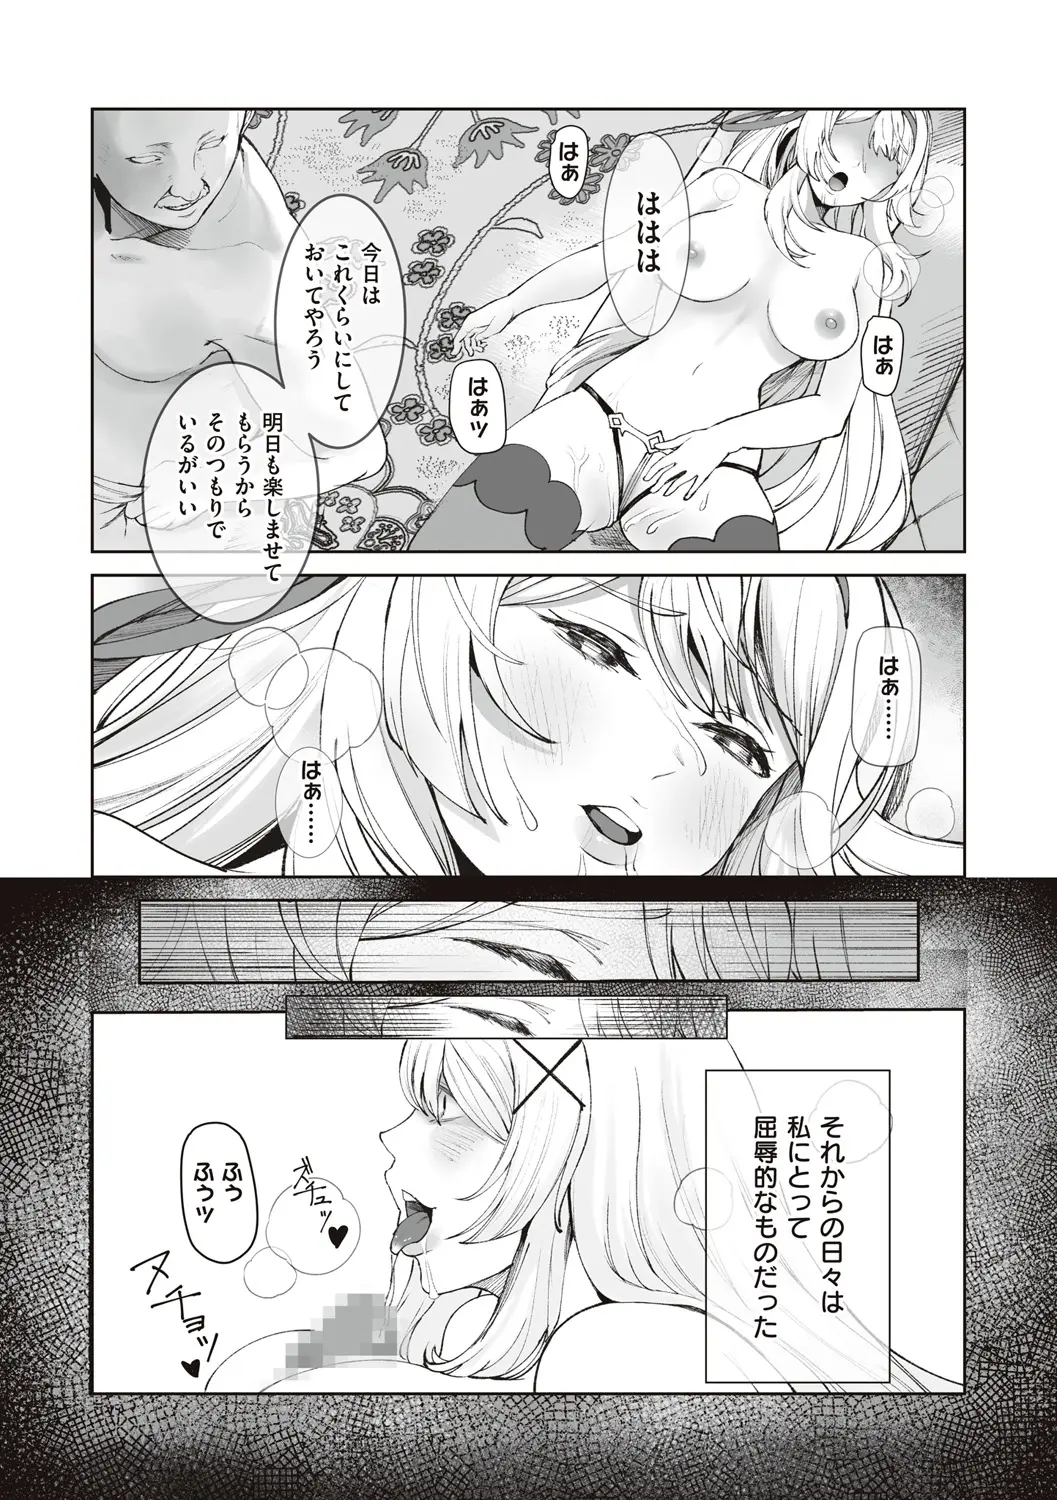 はぁ
ははは
はぁ
はぁッ
今日は
これくらいにして
おいてやろう
明日も楽しませて
もらうから
そのつもりで
いるがいい
はぁ……
はぁ……
それからの日々は
私にとって
屈辱的なものだった
ズチュッ♥
ふぅ
ふぅッ
ヌチョッ♥